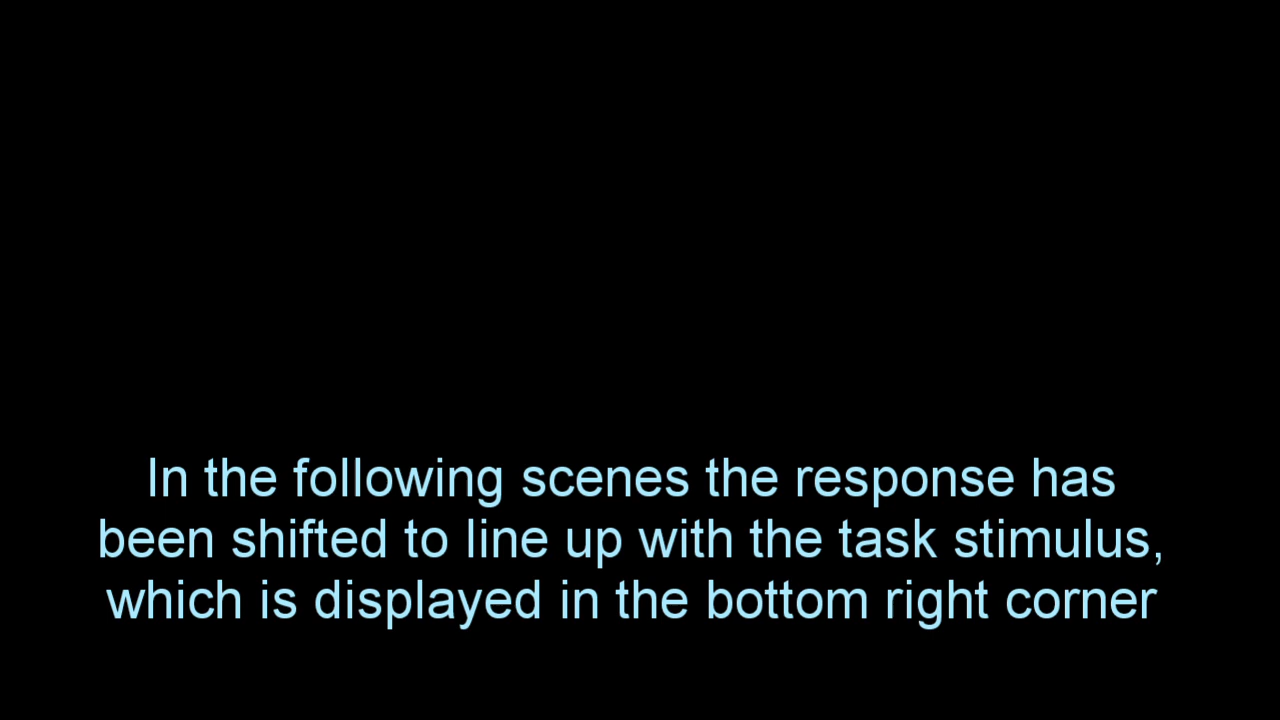 In the following scenes the response has
been shifted to line up with the task stimulus,
which is displayed in the bottom right corner